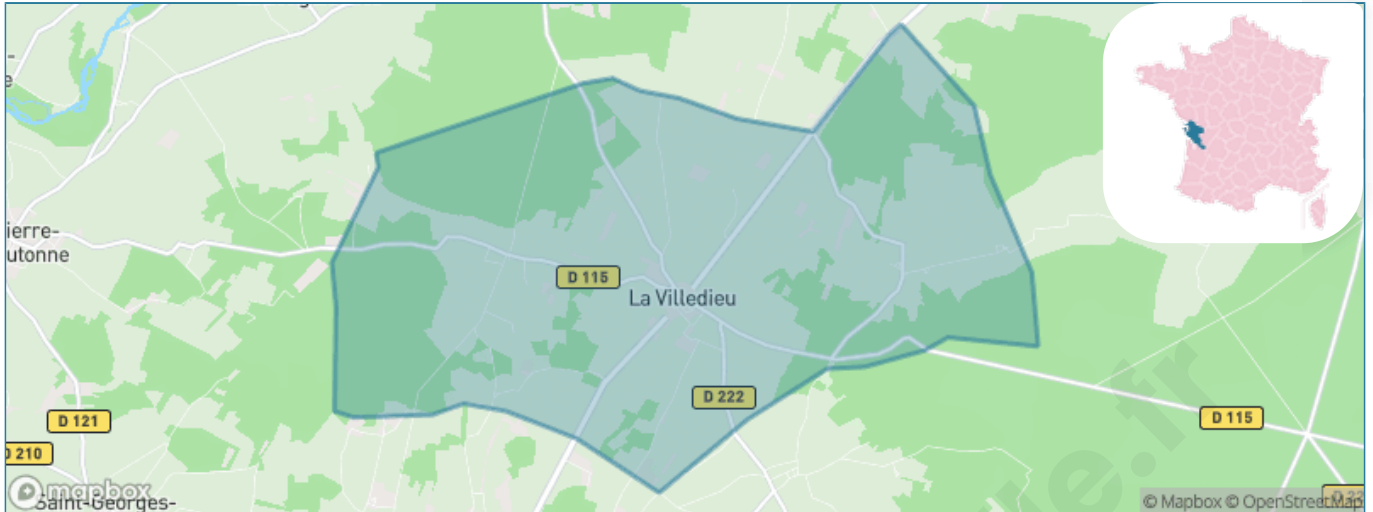 ierre-
utonne
D 115
La Villedieu
D 222
D 121
D 115
D 210
mapbox
Saint-Georges-
© Mapbox © OpenStreetMap